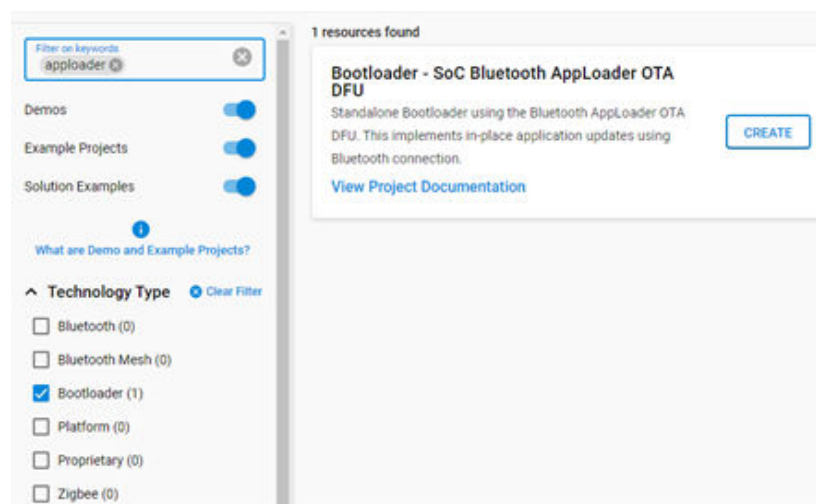 1 resources found
Filter on keywords
apploader
Demos
Example Projects
Solution Examples
What are Demo and Example Projects?
Technology Type
Clear Filter
Bluetooth (0)
Bluetooth Mesh (0)
Bootloader (1)
Platform (0)
Proprietary (0)
Zigbee (0)
Bootloader - SoC Bluetooth AppLoader OTA
DFU
Standalone Bootloader using the Bluetooth AppLoader OTA
DFU. This implements in-place application updates using
Bluetooth connection.
View Project Documentation
CREATE